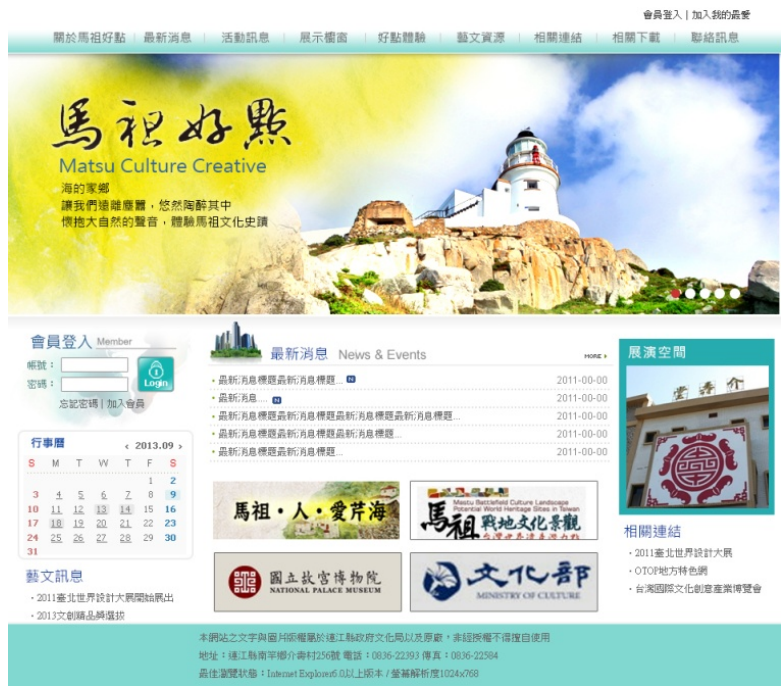 會員登入 | 加入我的最愛
關於馬祖好點 | 最新消息 | 活動訊息 | 展示櫥窗 | 好點體驗 | 藝文資源 | 相關連結 | 相關下載 | 聯絡訊息
馬祖好點
Matsu Culture Creative
海的家鄉
讓我們遠離塵囂，悠然陶醉其中
懷抱大自然的聲音，體驗馬祖文化史蹟
會員登入 Member
帳號：
密碼：
Login
忘記密碼 | 加入會員
最新消息 News & Events
MORE
・最新消息標題最新消息標題... N 2011-00-00
・最新消息.... N 2011-00-00
・最新消息標題最新消息標題最新消息標題最新消息標題... 2011-00-00
・最新消息標題最新消息標題最新消息標題... 2011-00-00
・最新消息標題最新消息標題... 2011-00-00
展演空間
堂壽介
行事曆 ‹ 2013.09 ›
S M T W T F S
1 2
3 4 5 6 7 8 9
10 11 12 13 14 15 16
17 18 19 20 21 22 23
24 25 26 27 28 29 30
31
馬祖・人・愛芹海
Matsu Battlefield Culture Landscape
Potential World Heritage Sites in Taiwan
馬祖 戰地文化景觀
國立故宮博物院
NATIONAL PALACE MUSEUM
文化部
MINISTRY OF CULTURE
相關連結
・2011臺北世界設計大展
・OTOP地方特色網
・台灣國際文化創意產業博覽會
藝文訊息
・2011臺北世界設計大展開始展出
・2013文創精品獎選拔
本網站之文字與圖片版權屬於連江縣政府文化局以及原廠，非經授權不得擅自使用
地址：連江縣南竿鄉介壽村256號 電話：0836-22393 傳真：0836-22584
最佳瀏覽狀態：Internet Explorer6.0以上版本 / 螢幕解析度1024x768